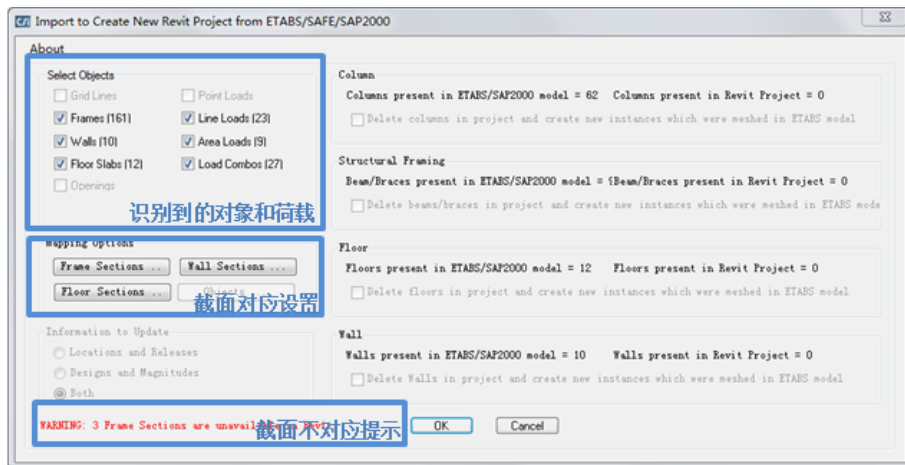 Import to Create New Revit Project from ETABS/SAFE/SAP2000
About
Select Objects
Grid Lines
Point Loads
Frames (161)
Line Loads (23)
Walls (10)
Area Loads (9)
Floor Slabs (12)
Load Combos (27)
Openings
识别到的对象和荷载
Mapping Options
Frame Sections ..
Wall Sections ...
Floor Sections ..
截面对应设置
Information to Update
Locations and Releases
Designs and Magnitudes
Both
WARNING: 3 Frame Sections are
截面不对应提示
Column
Columns present in ETABS/SAP2000 model = 62 Columns present in Revit Project = 0
Delete columns in project and create new instances which were meshed in ETABS model
Structural Framing
Beam/Braces present in ETABS/SAP2000 model = Beam/Braces present in Revit Project = 0
Delete beams/braces in project and create new instances which were meshed in ETABS mode
Floor
Floors present in ETABS/SAP2000 model = 12 Floors present in Revit Project = 0
Delete floors in project and create new instances which were meshed in ETABS model
Wall
Walls present in ETABS/SAP2000 model = 10 Walls present in Revit Project = 0
Delete Walls in project and create new instances which were meshed in ETABS model
OK
Cancel